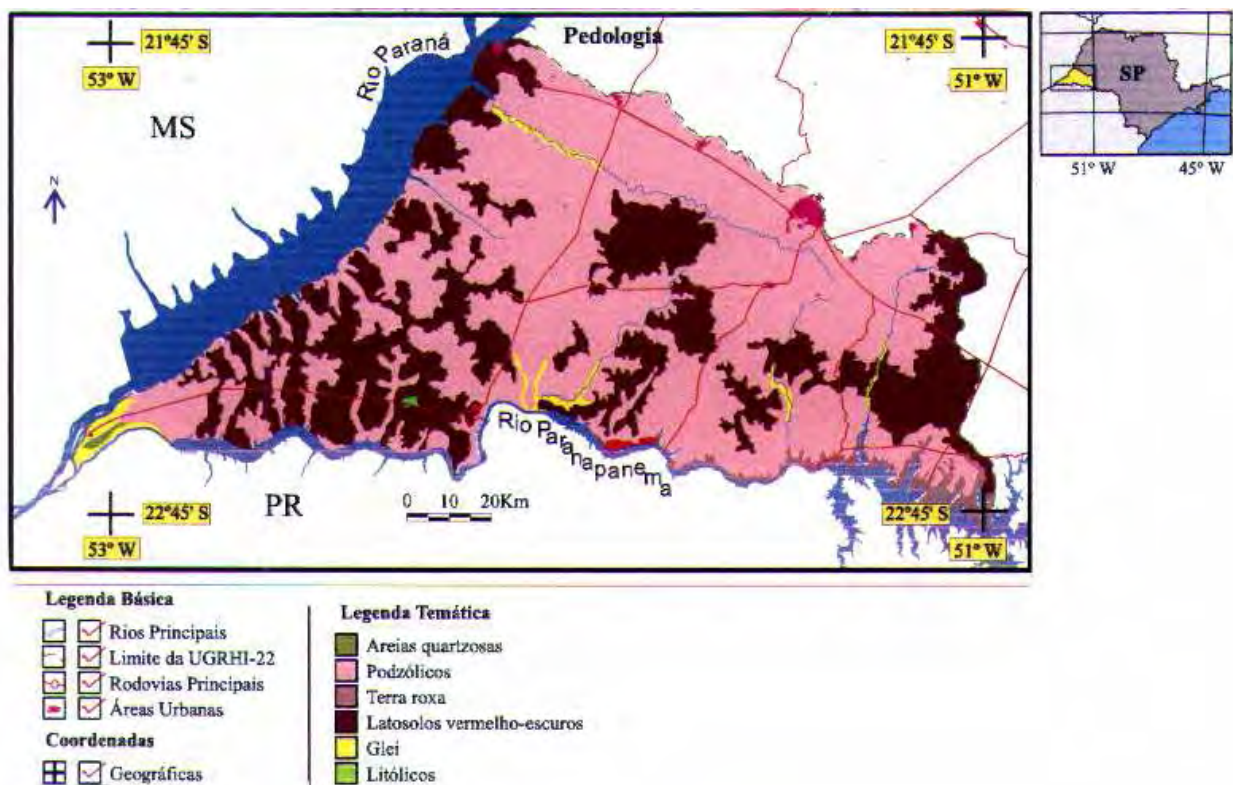 Pedologia
21°45' S
53° W
21°45' S
51° W
Rio Paraná
MS
N
SP
51° W
45° W
Rio Paranapanema
PR
0 10 20Km
22°45' S
53° W
22°45' S
51° W
Legenda Básica
Rios Principais
Limite da UGRHI-22
Rodovias Principais
Áreas Urbanas
Coordenadas
Geográficas
Legenda Temática
Areias quartzosas
Podzólicos
Terra roxa
Latosolos vermelho-escuros
Glei
Litólicos